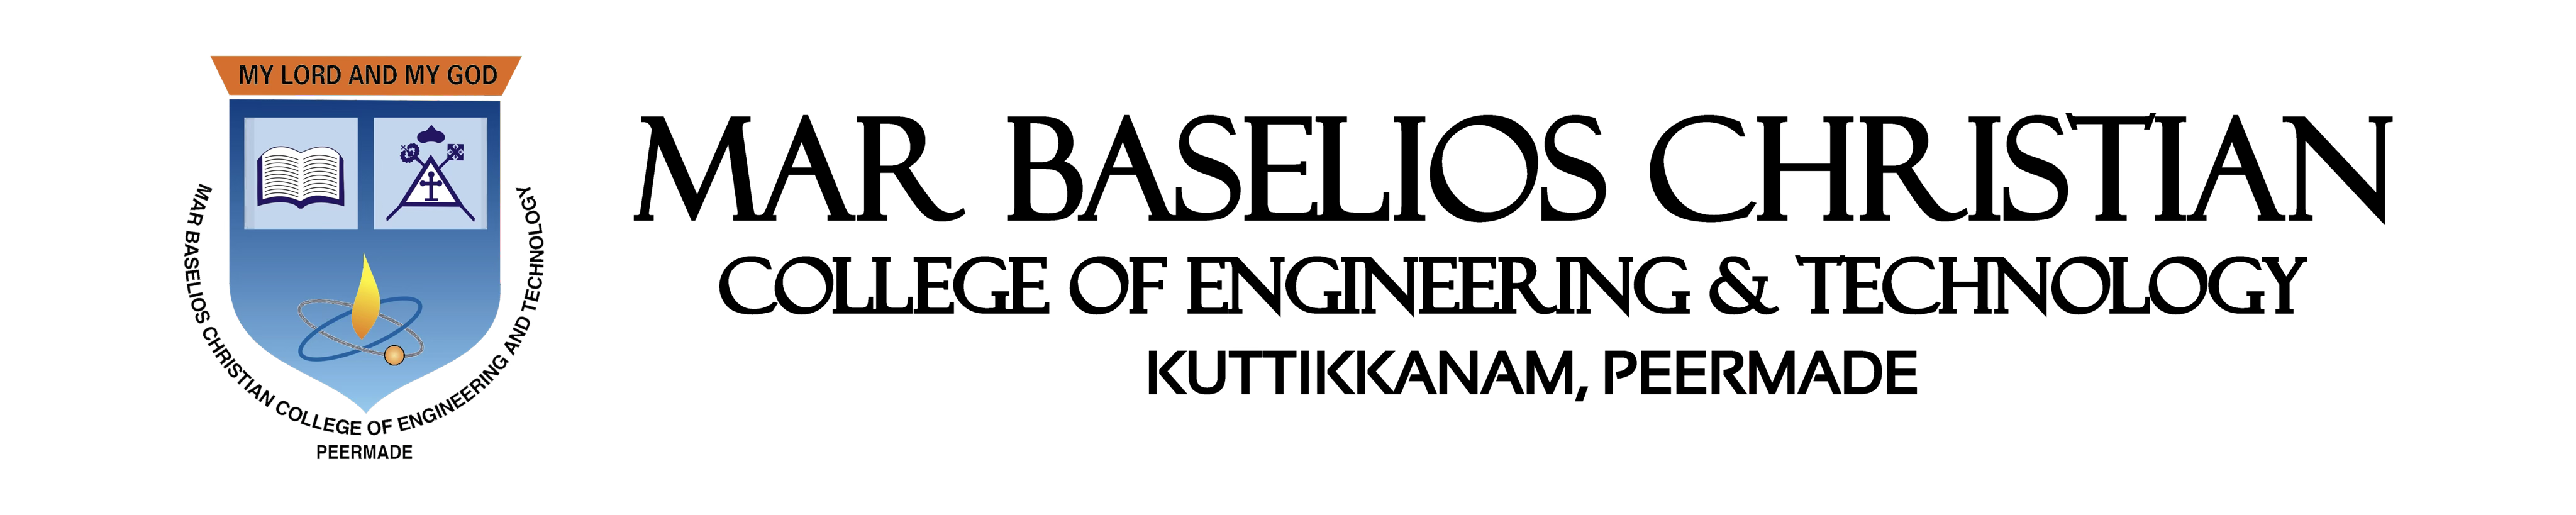 MY LORD AND MY GOD
MAR BASELIOS CHRISTIAN COLLEGE OF ENGINEERING AND TECHNOLOGY
PEERMADE
MAR BASELIOS CHRISTIAN
COLLEGE OF ENGINEERING & TECHNOLOGY
KUTTIKKANAM, PEERMADE